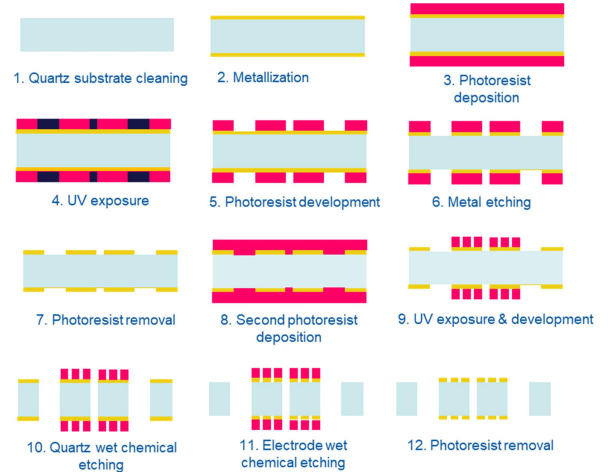 1. Quartz substrate cleaning
2. Metallization
3. Photoresist
deposition
4. UV exposure
5. Photoresist development
6. Metal etching
7. Photoresist removal
8. Second photoresist
deposition
9. UV exposure & development
10. Quartz wet chemical
etching
11. Electrode wet
chemical etching
12. Photoresist removal